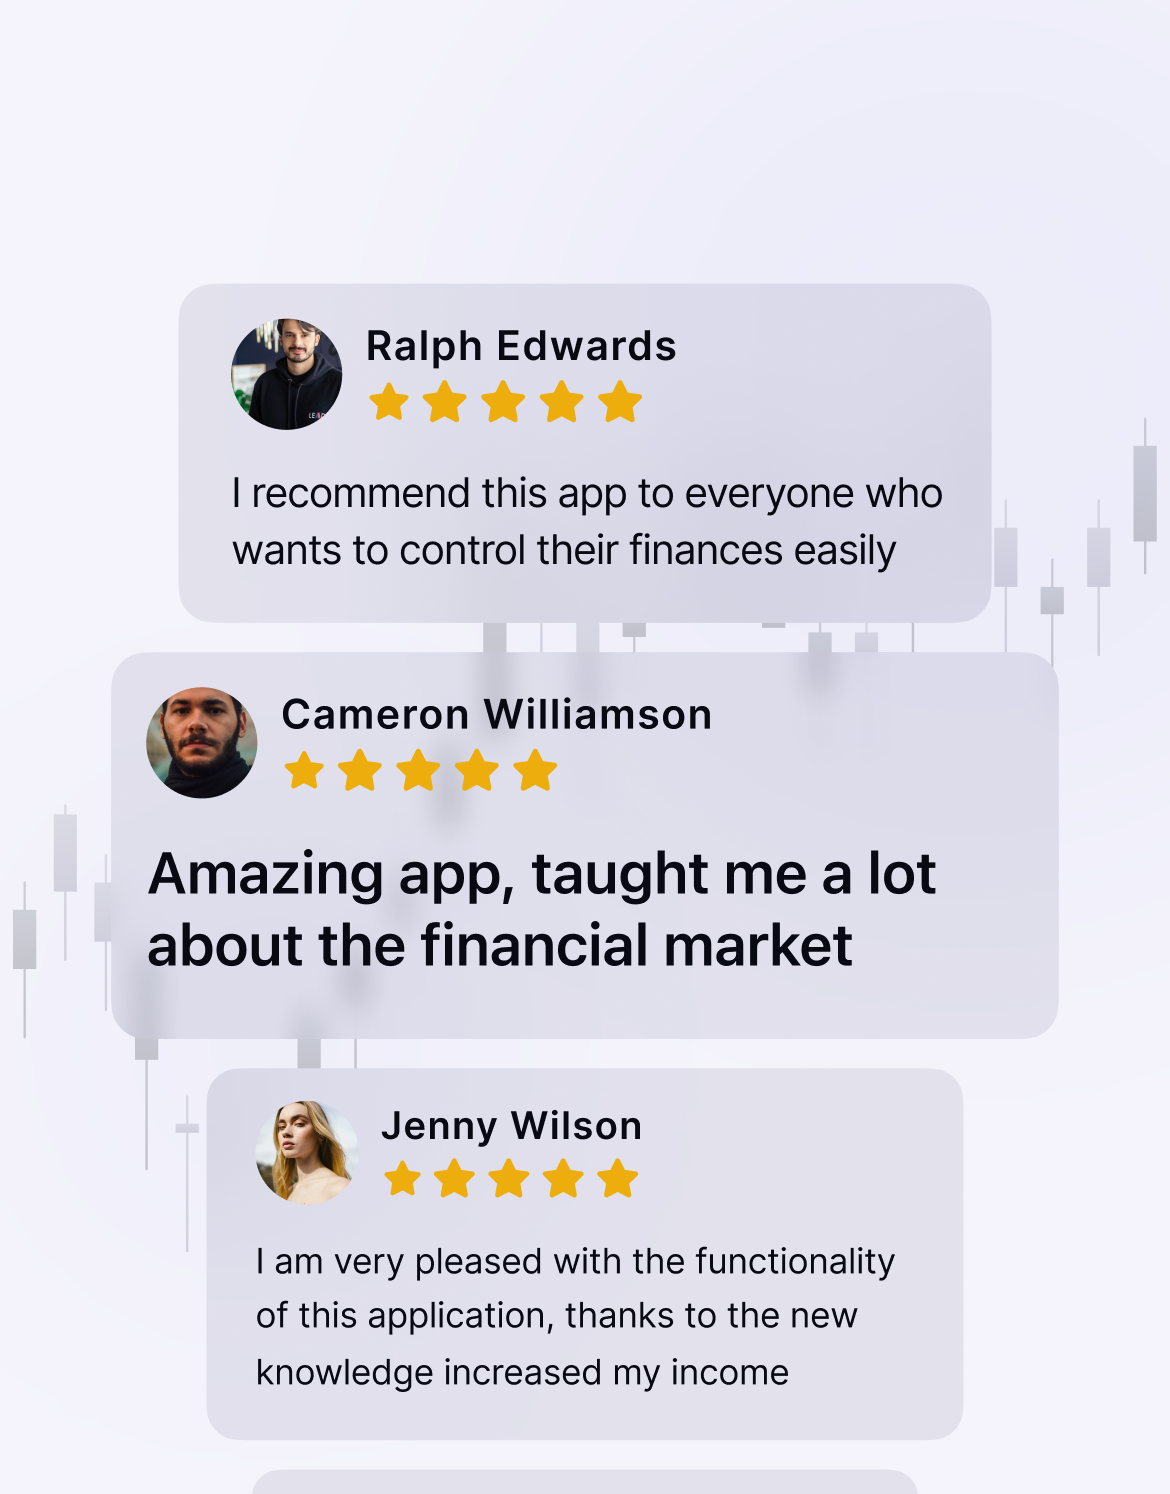 Ralph Edwards
I recommend this app to everyone who
wants to control their finances easily
Cameron Williamson
Amazing app, taught me a lot
about the financial market
Jenny Wilson
I am very pleased with the functionality
of this application, thanks to the new
knowledge increased my income